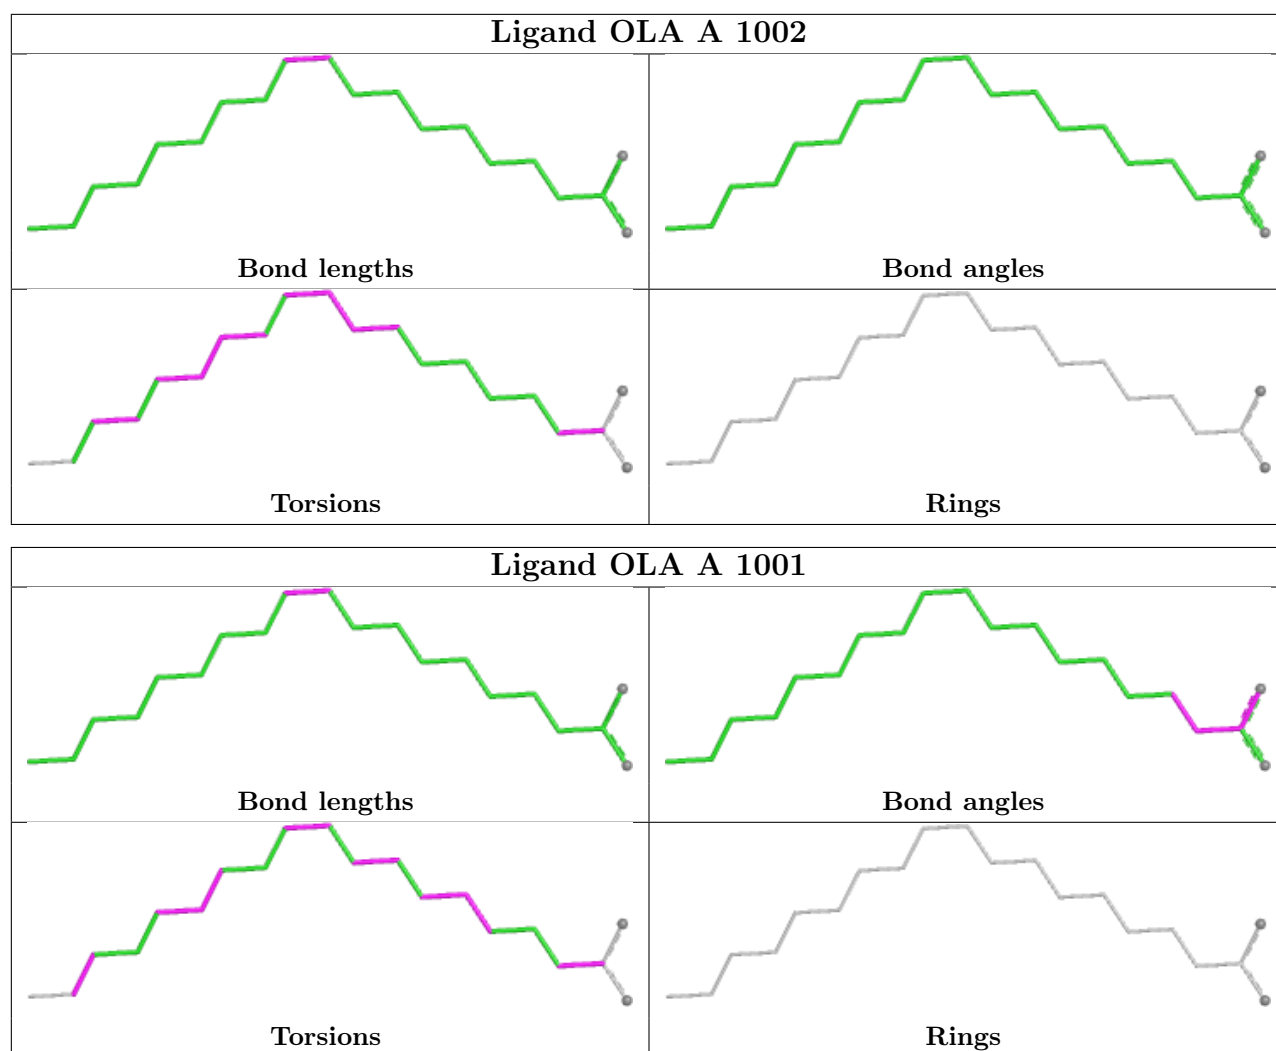 Ligand OLA A 1002
Bond lengths
Bond angles
Torsions
Rings
Ligand OLA A 1001
Bond lengths
Bond angles
Torsions
Rings